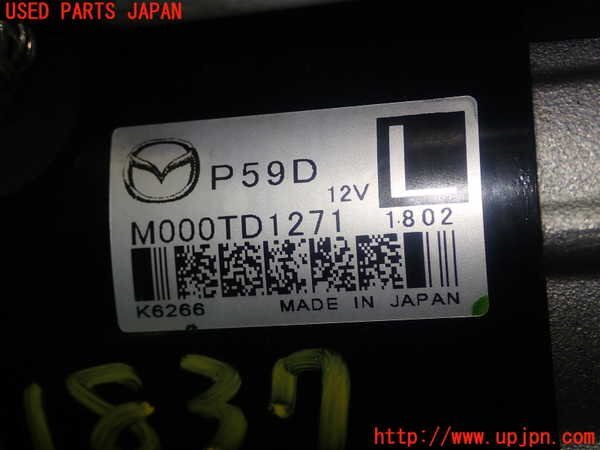 USED PARTS JAPAN
P59D 12V L
M000TD1271 1802
K6266 MADE IN JAPAN
1837
http://www.upjpn.com